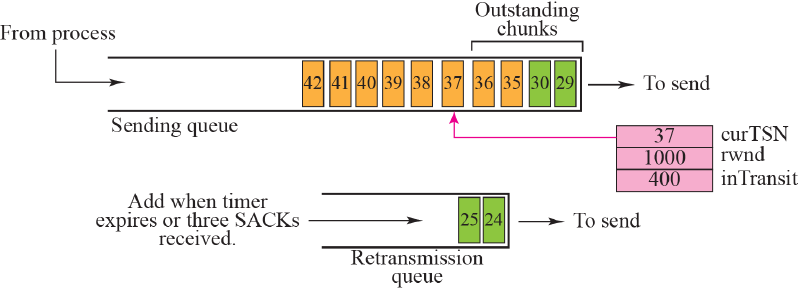 Outstanding
chunks
From process
42 41 40 39 38 37 36 35 30 29
To send
Sending queue
37 curTSN
1000 rwnd
400 inTransit
Add when timer
expires or three SACKs
received.
25 24
To send
Retransmission
queue